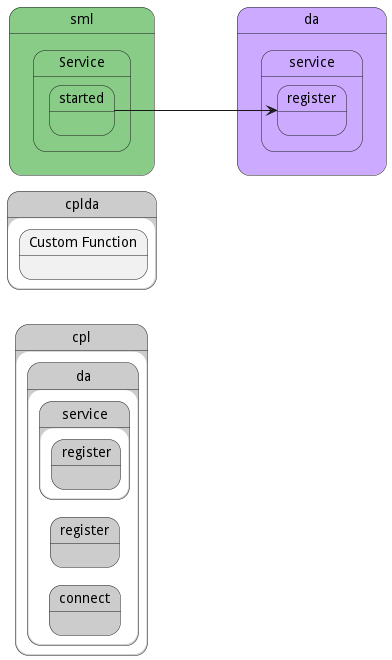 sml
da
Service
service
started
register
cplda
Custom Function
cpl
da
service
register
register
connect